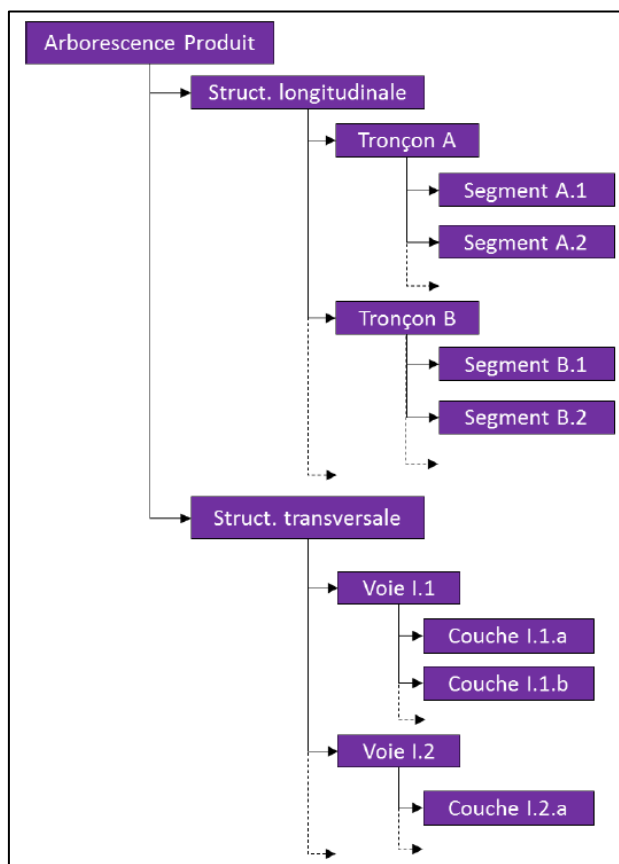 Arborescence Produit
Struct. longitudinale
Tronçon A
Segment A.1
Segment A.2
Tronçon B
Segment B.1
Segment B.2
Struct. transversale
Voie I.1
Couche I.1.a
Couche I.1.b
Voie I.2
Couche I.2.a